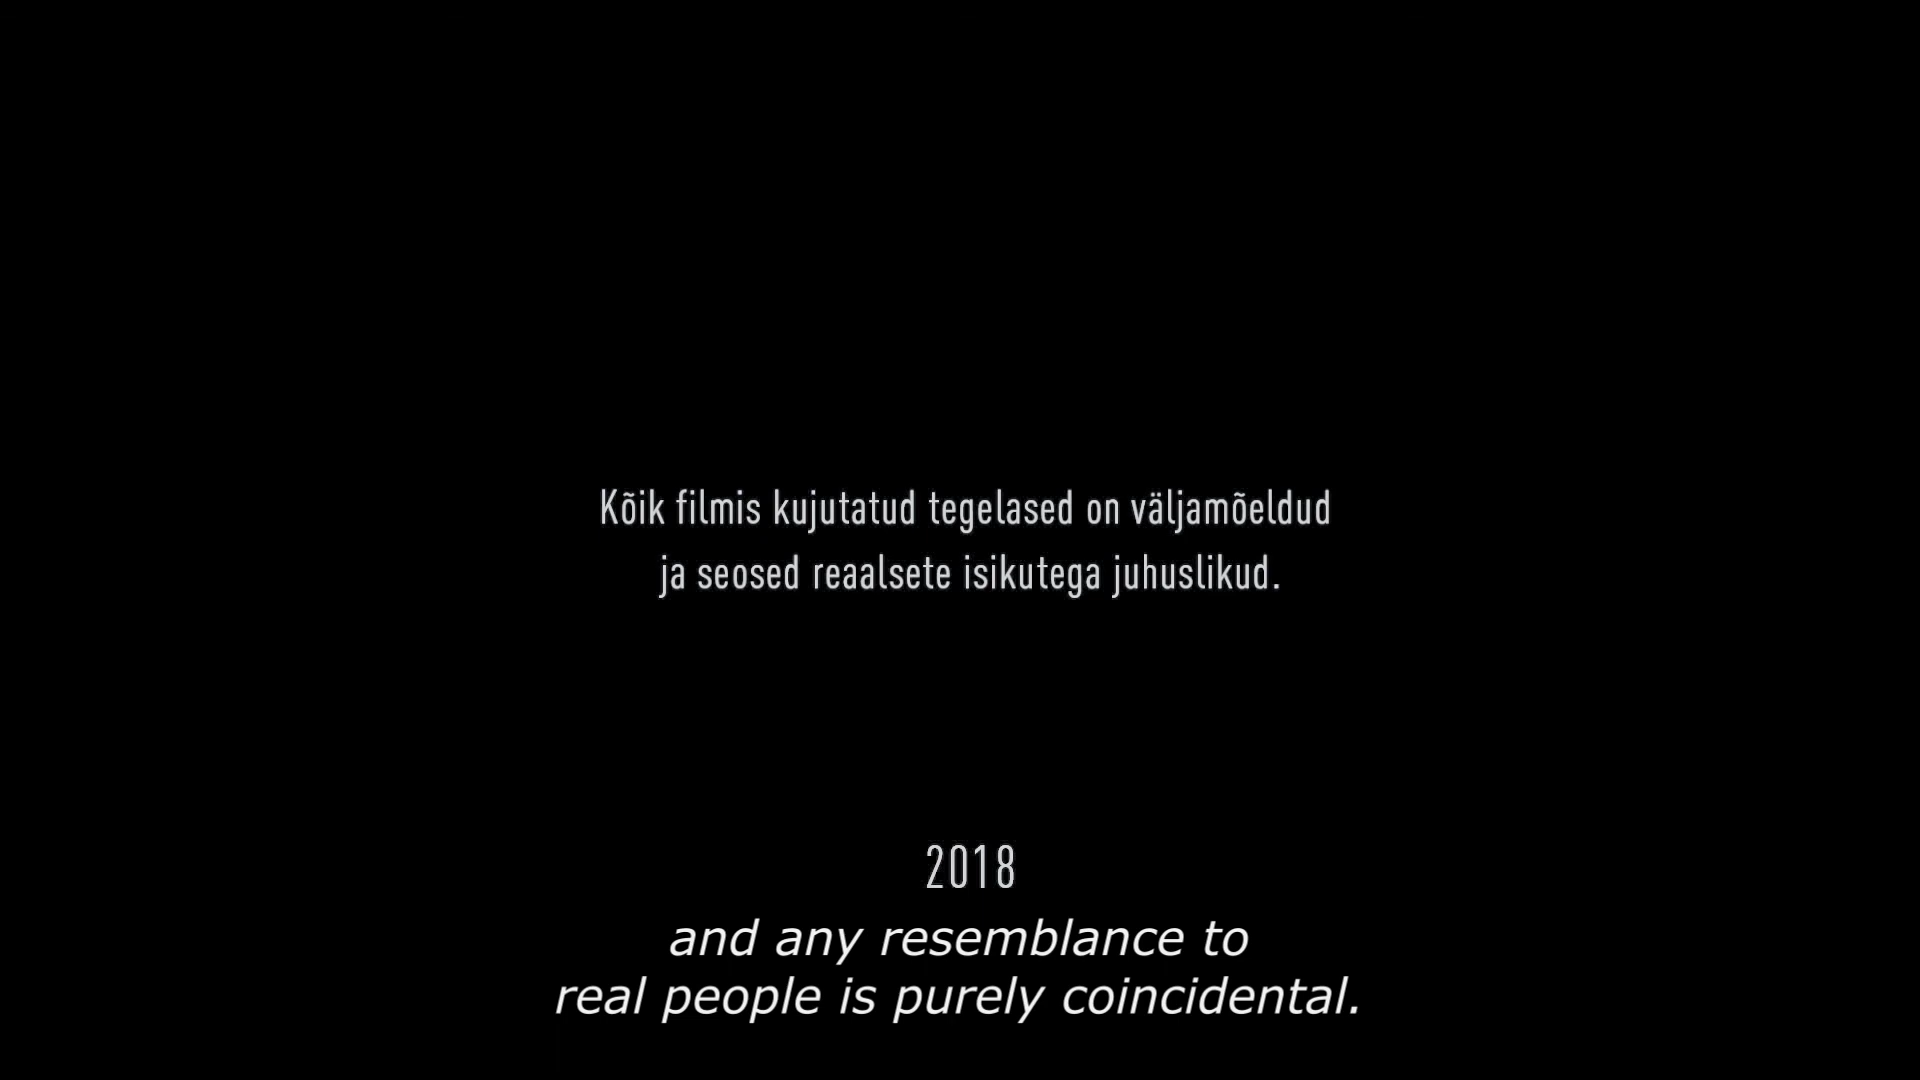 Kõik filmis kujutatud tegelased on väljamõeldud
ja seosed reaalsete isikutega juhuslikud.
2018
and any resemblance to
real people is purely coincidental.